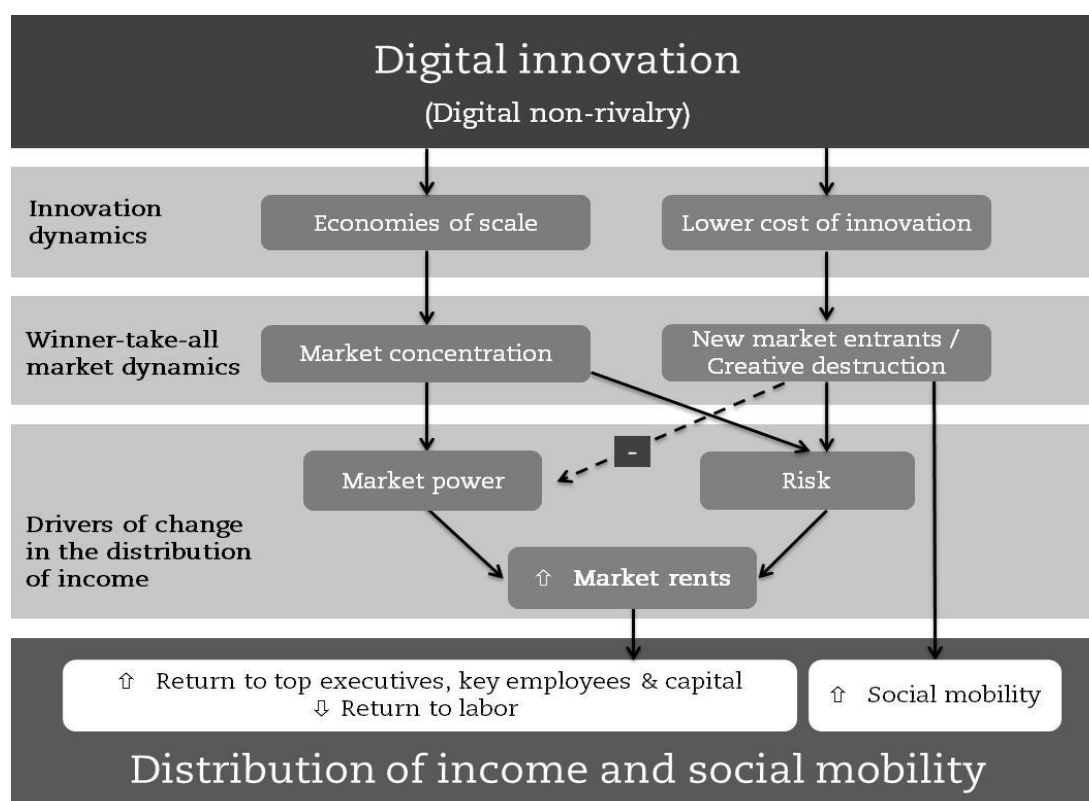 Digital innovation
(Digital non-rivalry)
Innovation
dynamics
Economies of scale
Lower cost of innovation
Winner-take-all
market dynamics
Market concentration
New market entrants /
Creative destruction
-
Market power
Risk
Drivers of change
in the distribution
of income
⇧ Market rents
⇧ Return to top executives, key employees & capital
⇩ Return to labor
⇧ Social mobility
Distribution of income and social mobility